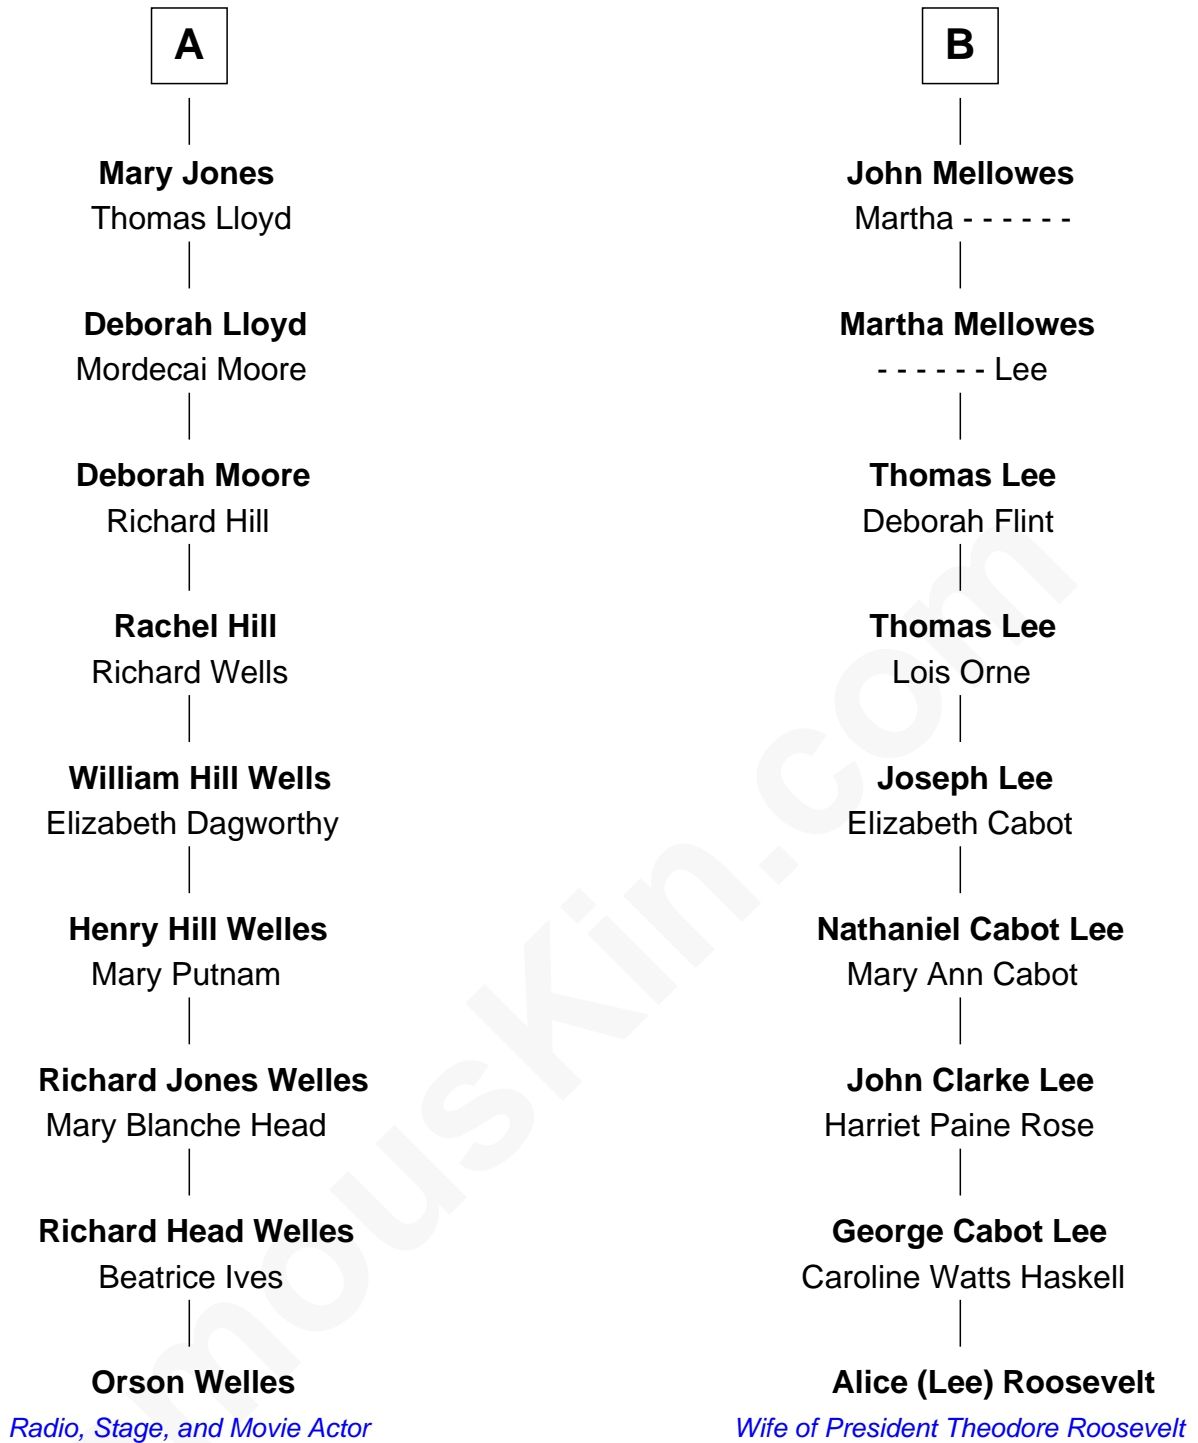 A
Mary Jones
Thomas Lloyd
Deborah Lloyd
Mordecai Moore
Deborah Moore
Richard Hill
Rachel Hill
Richard Wells
William Hill Wells
Elizabeth Dagworthy
Henry Hill Welles
Mary Putnam
Richard Jones Welles
Mary Blanche Head
Richard Head Welles
Beatrice Ives
Orson Welles
Radio, Stage, and Movie Actor
B
John Mellowes
Martha - - - - - -
Martha Mellowes
- - - - - - Lee
Thomas Lee
Deborah Flint
Thomas Lee
Lois Orne
Joseph Lee
Elizabeth Cabot
Nathaniel Cabot Lee
Mary Ann Cabot
John Clarke Lee
Harriet Paine Rose
George Cabot Lee
Caroline Watts Haskell
Alice (Lee) Roosevelt
Wife of President Theodore Roosevelt
mousKin.com